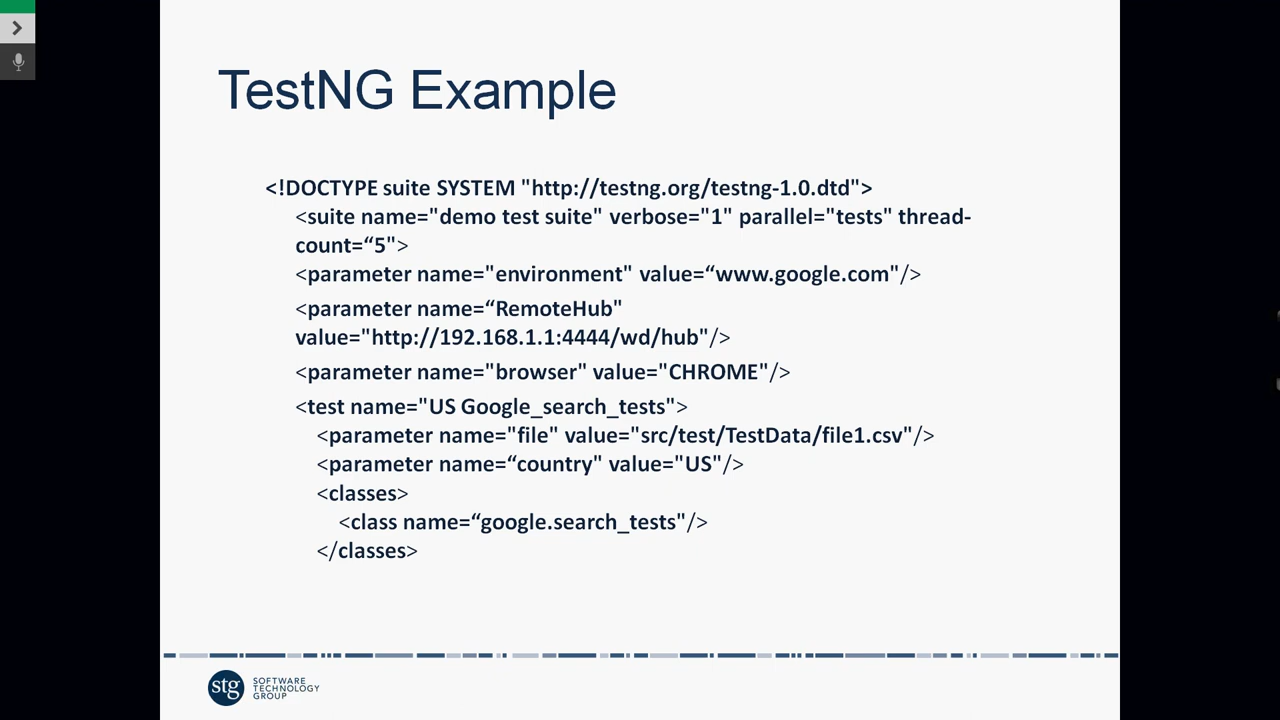 TestNG Example
<!DOCTYPE suite SYSTEM "http://testng.org/testng-1.0.dtd">
<suite name="demo test suite" verbose="1" parallel="tests" thread-
count=“5">
<parameter name="environment" value=“www.google.com"/>
<parameter name=“RemoteHub"
value="http://192.168.1.1:4444/wd/hub"/>
<parameter name="browser" value="CHROME"/>
<test name="US Google_search_tests">
<parameter name="file" value="src/test/TestData/file1.csv"/>
<parameter name=“country" value="US"/>
<classes>
<class name=“google.search_tests"/>
</classes>
stg
SOFTWARE
TECHNOLOGY
GROUP